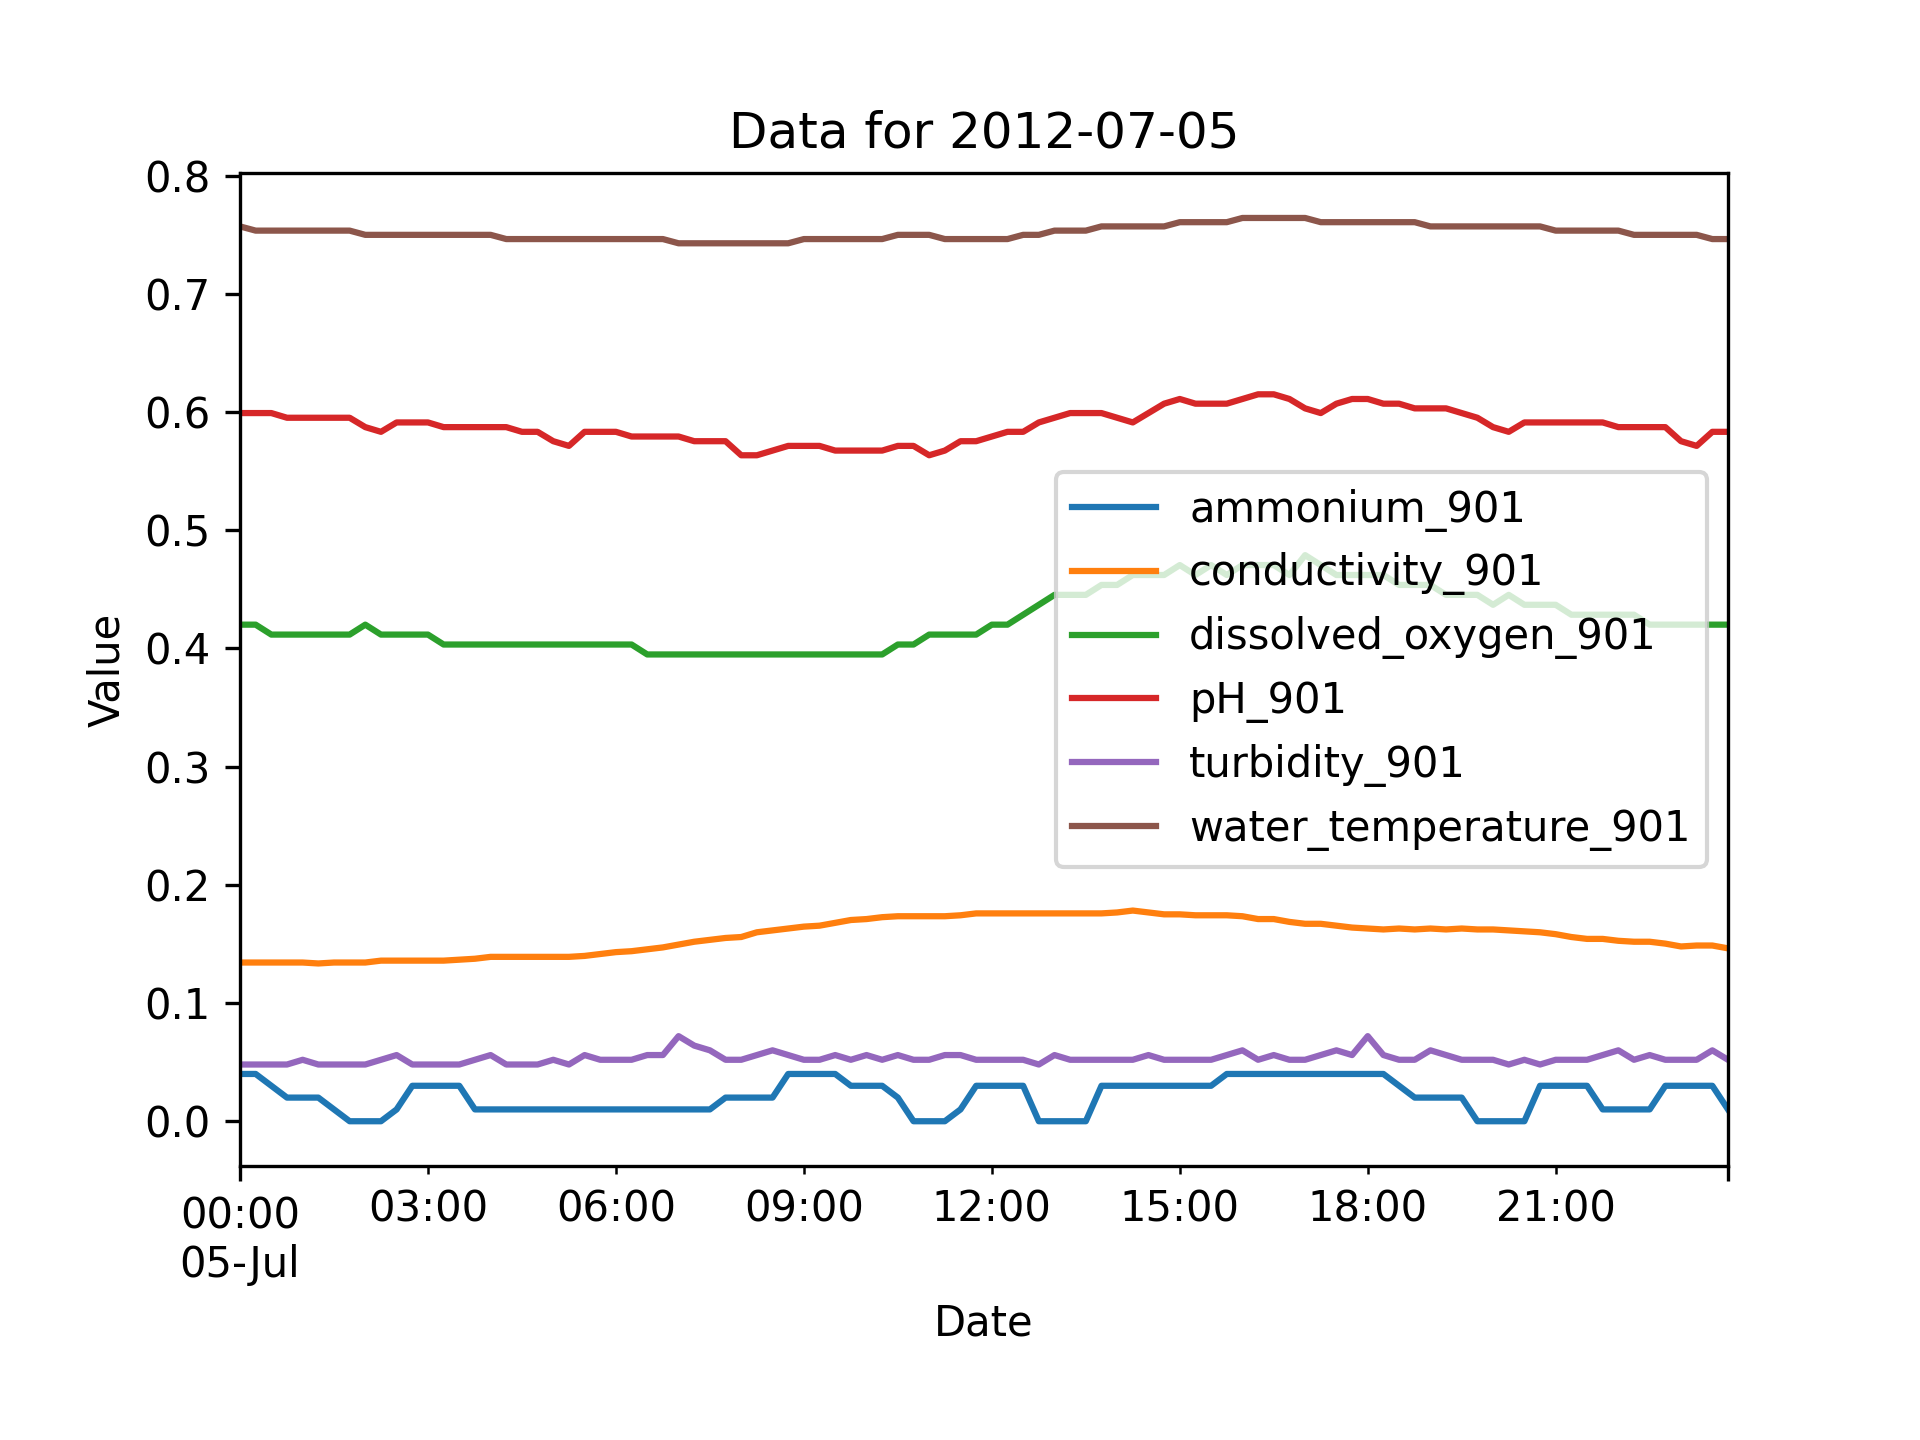 Data for 2012-07-05
0.8
0.7
0.6
0.5
0.4
0.3
0.2
0.1
0.0
Value
ammonium_901
conductivity_901
dissolved_oxygen_901
pH_901
turbidity_901
water_temperature_901
00:00 03:00 06:00 09:00 12:00 15:00 18:00 21:00
05-Jul
Date